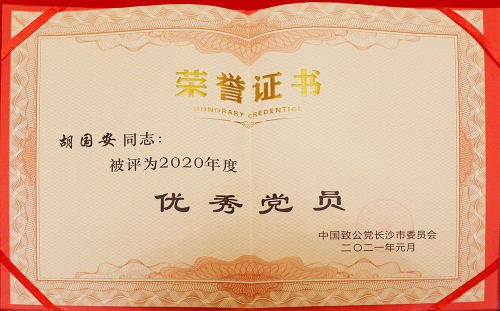 荣誉证书
HONORARY CREDENTIAL
胡国安 同志：
被评为2020年度
优秀党员
中国致公党长沙市委员会
二〇二一年元月